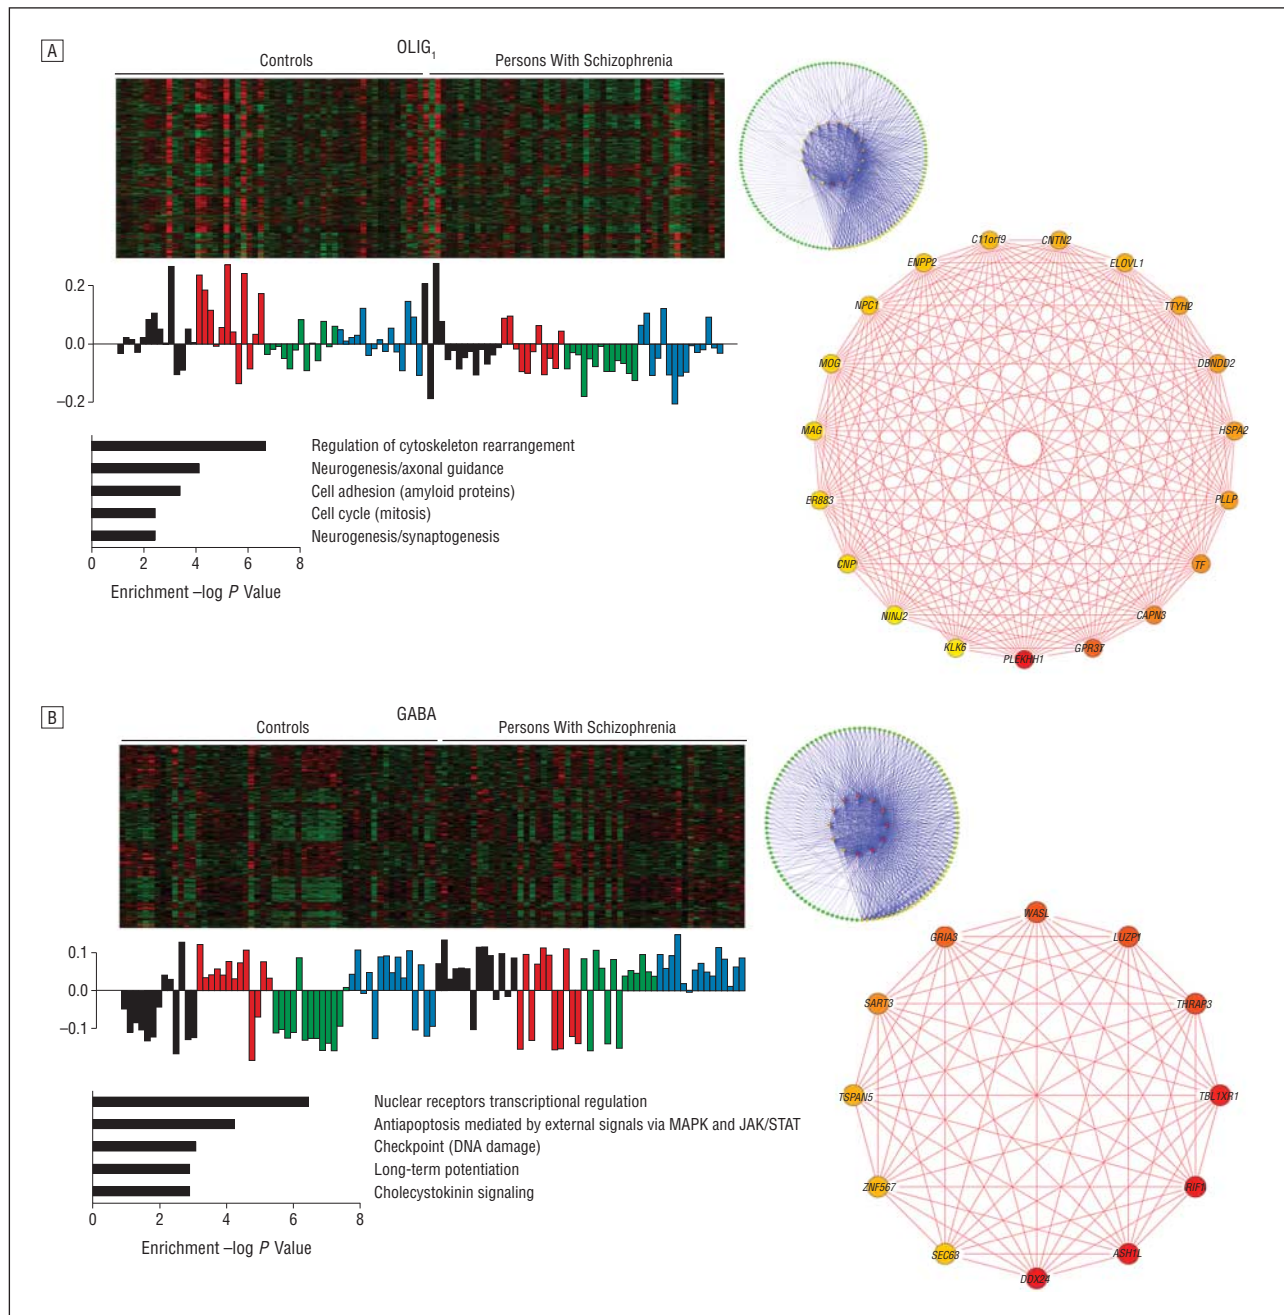 A
OLIG1
Controls
Persons With Schizophrenia
0.2
0.0
–0.2
Regulation of cytoskeleton rearrangement
Neurogenesis/axonal guidance
Cell adhesion (amyloid proteins)
Cell cycle (mitosis)
Neurogenesis/synaptogenesis
0 2 4 6 8
Enrichment –log P Value
C11orf9
CNTN2
ENPP2
ELOVL1
NPC1
TTYH2
MOG
DBNDD2
MAG
HSPA2
ER883
PLLP
CNP
TF
NINJ2
CAPN3
KLK6
PLEKHH1
GPR37
B
GABA
Controls
Persons With Schizophrenia
0.1
0.0
–0.1
Nuclear receptors transcriptional regulation
Antiapoptosis mediated by external signals via MAPK and JAK/STAT
Checkpoint (DNA damage)
Long-term potentiation
Cholecystokinin signaling
0 2 4 6 8
Enrichment –log P Value
WASL
GRIA3
LUZP1
SART3
THRAP3
TSPAN5
TBL1XR1
ZNF567
RIF1
SEC63
ASH1L
DDX24